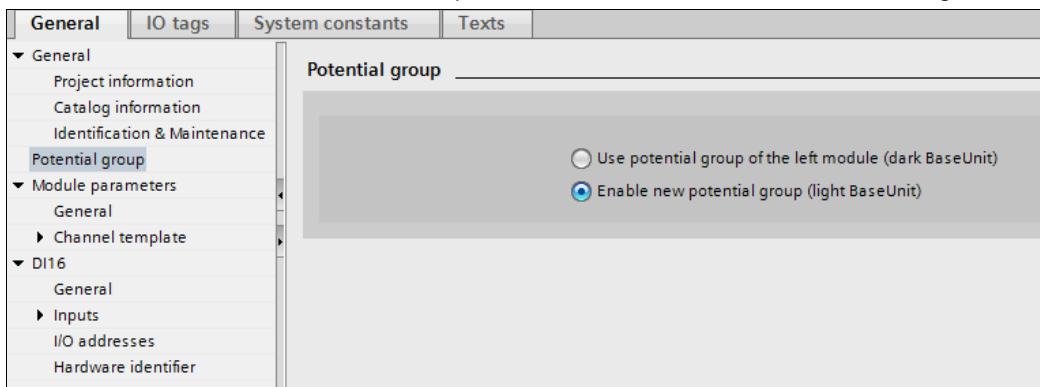 General IO tags System constants Texts
General
Project information
Catalog information
Identification & Maintenance
Potential group
Module parameters
General
Channel template
DI16
General
Inputs
I/O addresses
Hardware identifier
Potential group
Use potential group of the left module (dark BaseUnit)
Enable new potential group (light BaseUnit)